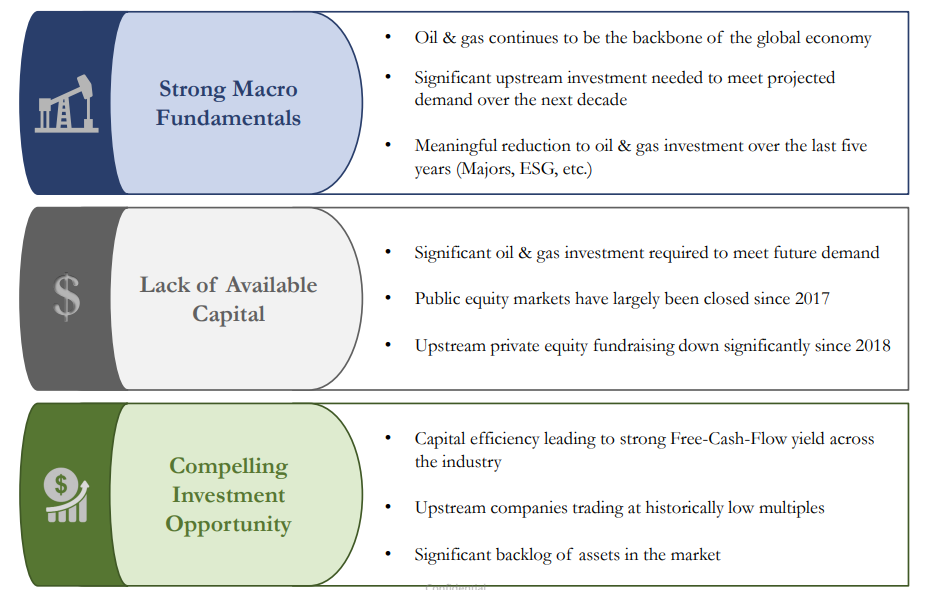 Strong Macro
Fundamentals
• Oil & gas continues to be the backbone of the global economy
• Significant upstream investment needed to meet projected
demand over the next decade
• Meaningful reduction to oil & gas investment over the last five
years (Majors, ESG, etc.)
$
Lack of Available
Capital
• Significant oil & gas investment required to meet future demand
• Public equity markets have largely been closed since 2017
• Upstream private equity fundraising down significantly since 2018
$
Compelling
Investment
Opportunity
• Capital efficiency leading to strong Free-Cash-Flow yield across
the industry
• Upstream companies trading at historically low multiples
• Significant backlog of assets in the market
Confidential